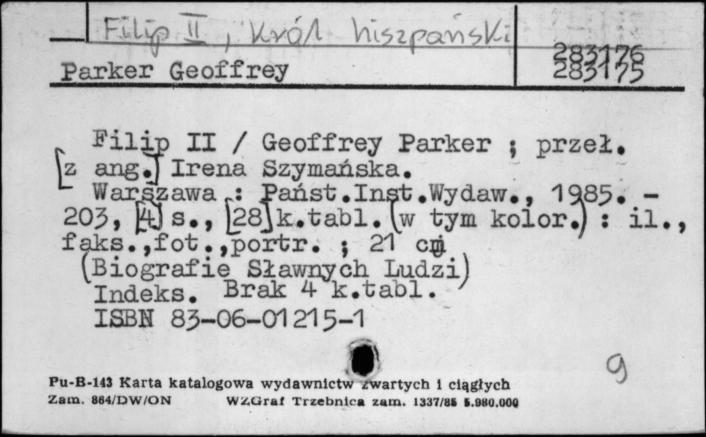 Filip II, król hiszpański
283176
283175
Parker Geoffrey
Filip II / Geoffrey Parker ; przeł.
[z ang.] Irena Szymańska.
Warszawa : Państ.Inst.Wydaw., 1985. -
203, [4] s., [28] k.tabl. (w tym kolor.) : il.,
faks.,fot.,portr. ; 21 cm
(Biografie Sławnych Ludzi)
Indeks. Brak 4 k.tabl.
ISBN 83-06-01215-1
9
Pu-B-143 Karta katalogowa wydawnictw zwartych i ciągłych
Zam. 864/DW/ON WZGraf Trzebnica zam. 1337/85 5.980.000